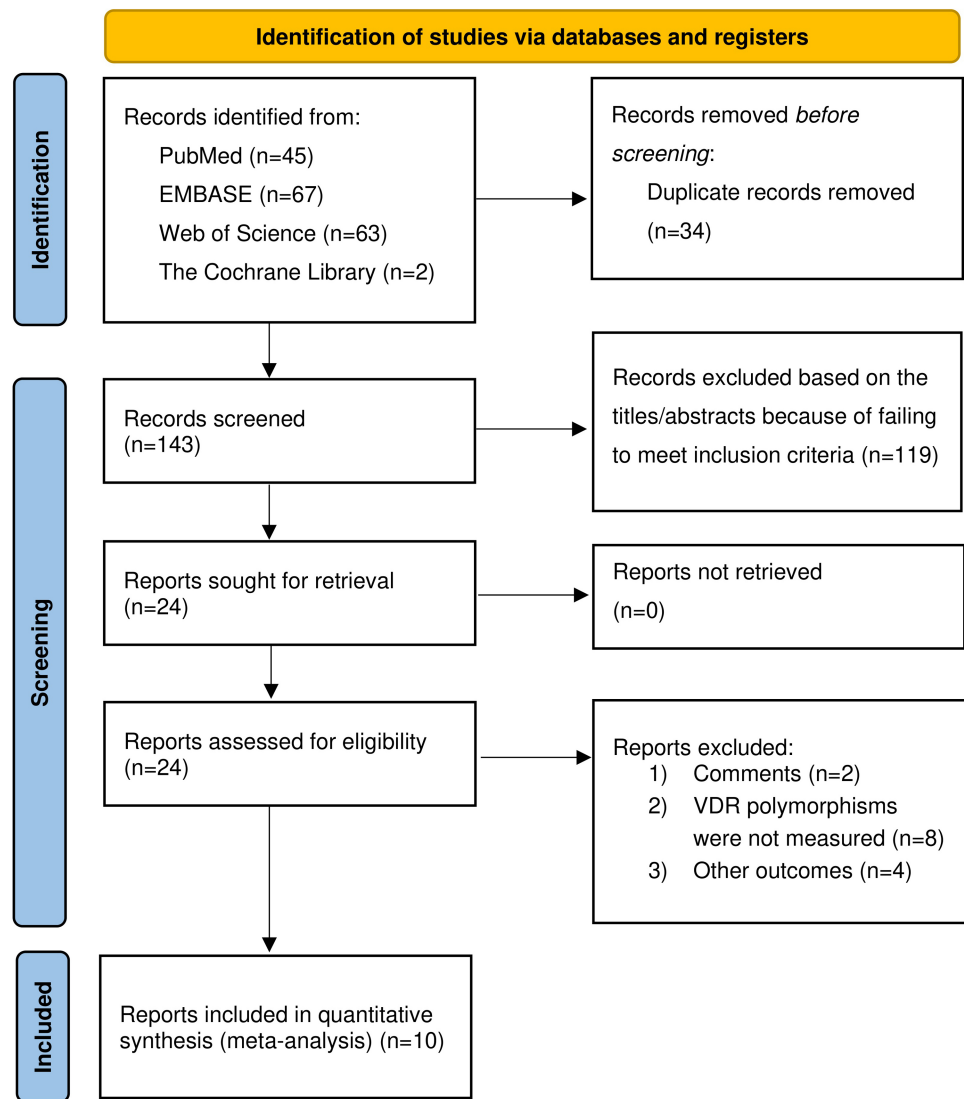 Identification of studies via databases and registers
Identification
Records identified from:
PubMed (n=45)
EMBASE (n=67)
Web of Science (n=63)
The Cochrane Library (n=2)
Records removed before
screening:
Duplicate records removed
(n=34)
Screening
Records screened
(n=143)
Records excluded based on the
titles/abstracts because of failing
to meet inclusion criteria (n=119)
Reports sought for retrieval
(n=24)
Reports not retrieved
(n=0)
Reports assessed for eligibility
(n=24)
Reports excluded:
1) Comments (n=2)
2) VDR polymorphisms
were not measured (n=8)
3) Other outcomes (n=4)
Included
Reports included in quantitative
synthesis (meta-analysis) (n=10)